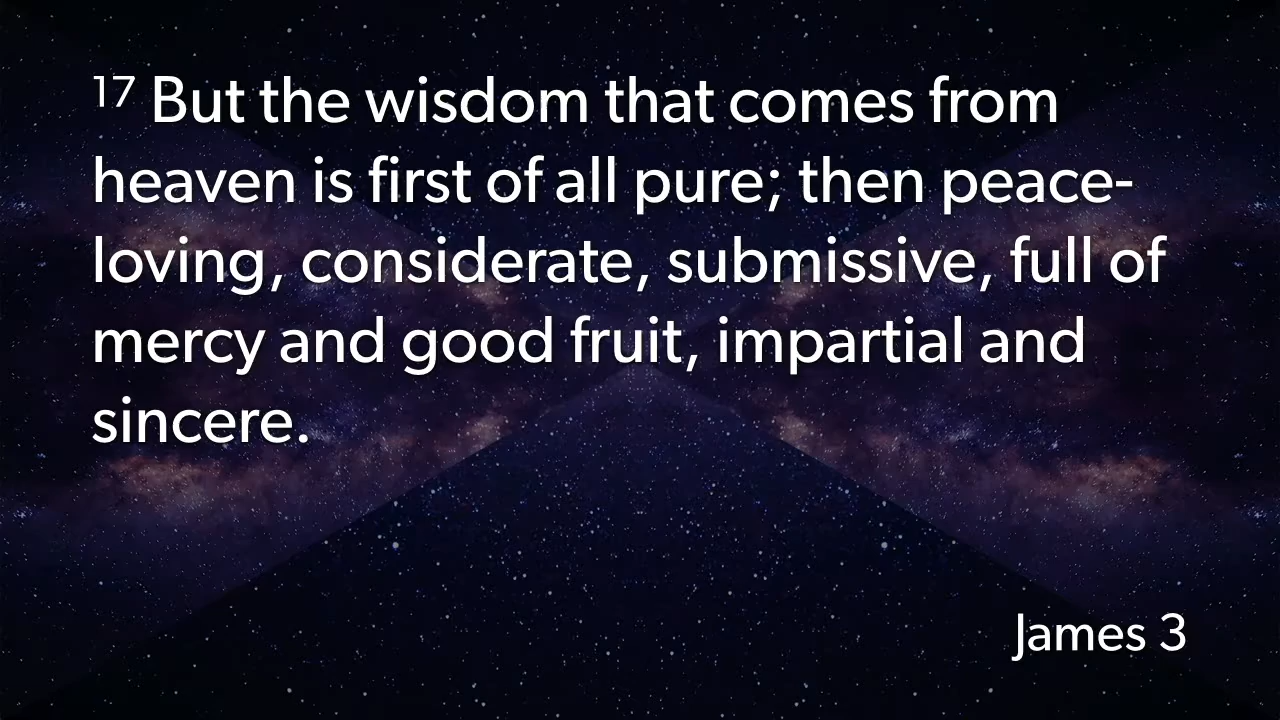 17 But the wisdom that comes from
heaven is first of all pure; then peace-
loving, considerate, submissive, full of
mercy and good fruit, impartial and
sincere.
James 3